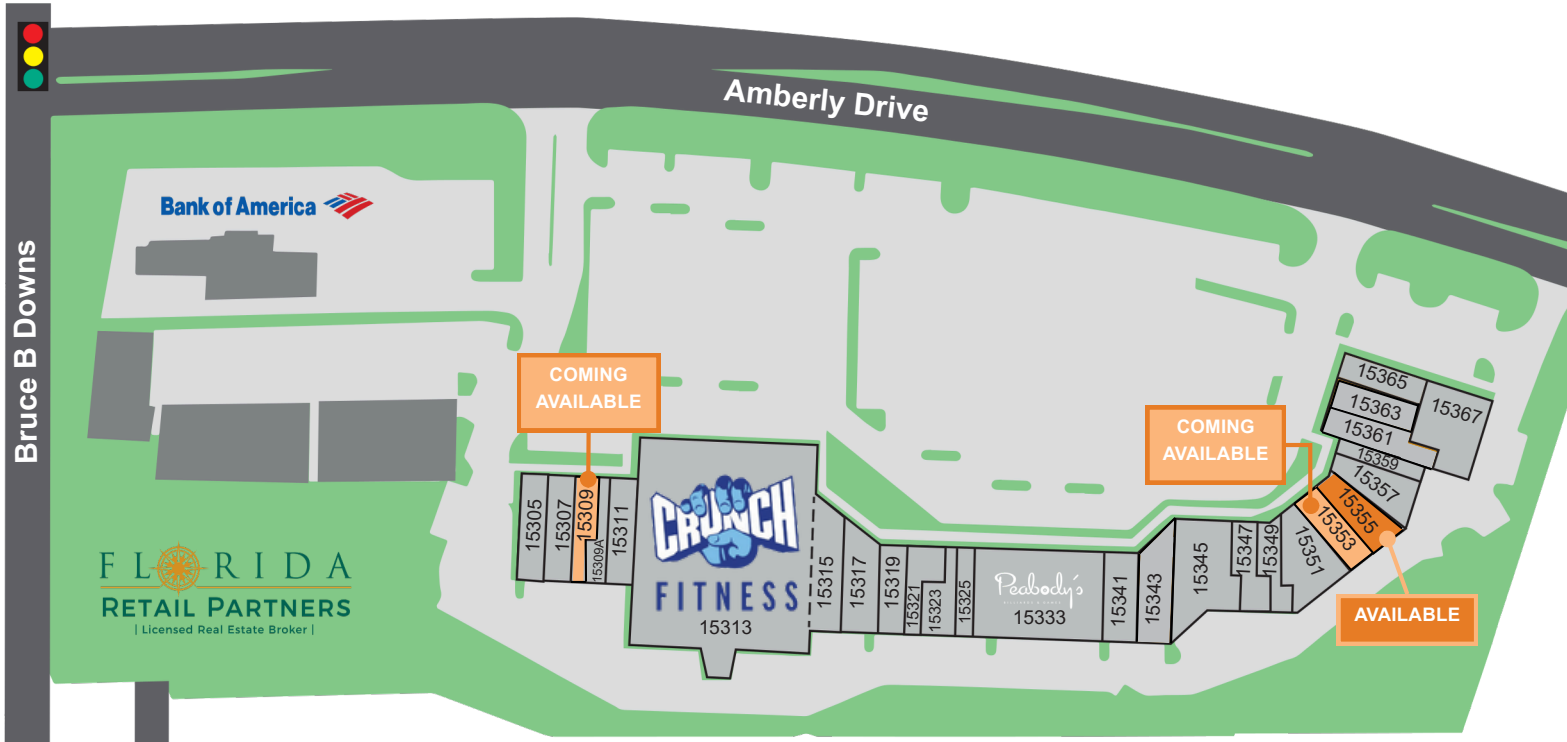 Amberly Drive
Bruce B Downs
Bank of America
COMING
AVAILABLE
COMING
AVAILABLE
AVAILABLE
15305
15307
15309
15309A
15311
CRUNCH
FITNESS
15313
15315
15317
15319
15321
15323
15325
Peabody's
15333
15341
15343
15345
15347
15349
15351
15353
15355
15357
15359
15361
15363
15365
15367
FLORIDA
RETAIL PARTNERS
| Licensed Real Estate Broker |